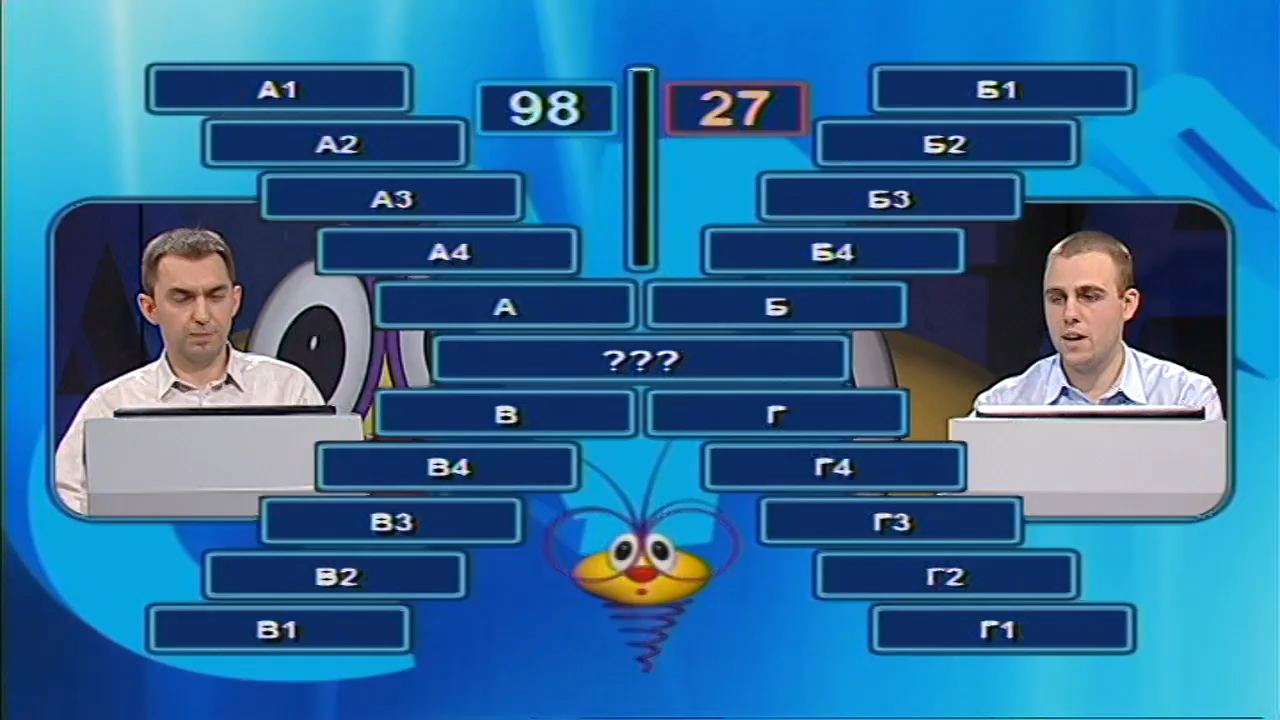 А1 98 27 Б1
А2 Б2
А3 Б3
А4 Б4
А Б
???
В Г
В4 Г4
В3 Г3
В2 Г2
В1 Г1